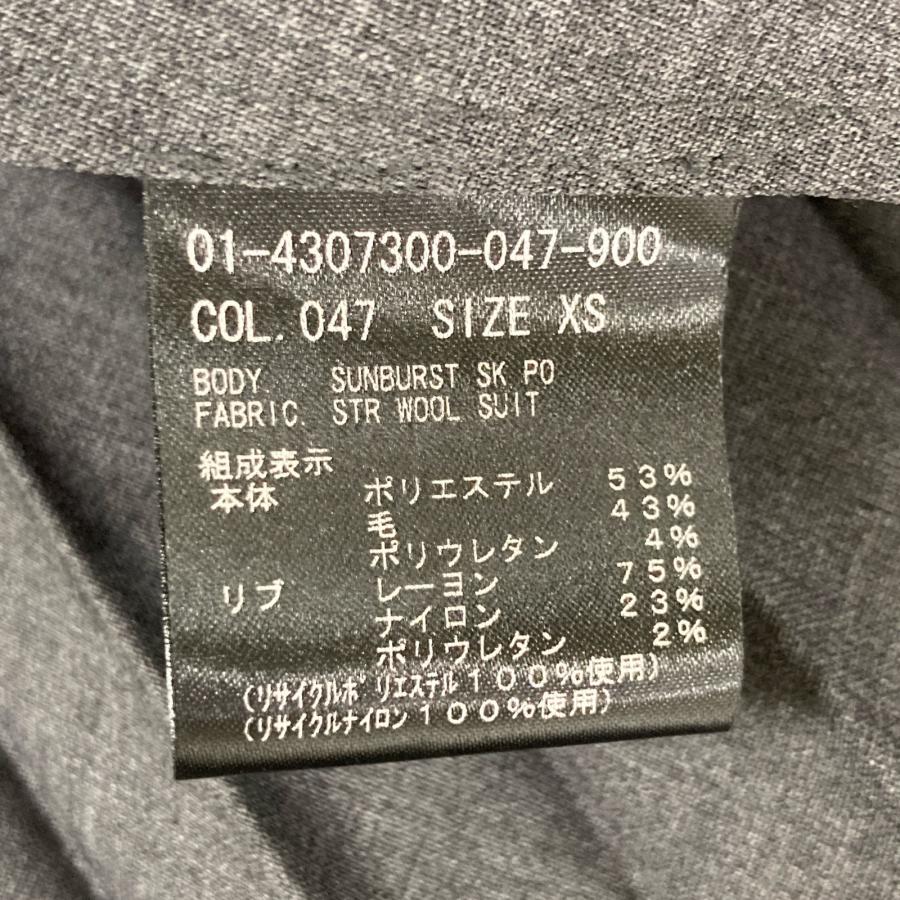 01-4307300-047-900
COL. 047 SIZE XS
BODY. SUNBURST SK PO
FABRIC. STR WOOL SUIT
組成表示
本体 ポリエステル 53%
毛 43%
ポリウレタン 4%
リブ レーヨン 75%
ナイロン 23%
ポリウレタン 2%
(リサイクルポリエステル100%使用)
(リサイクルナイロン100%使用)